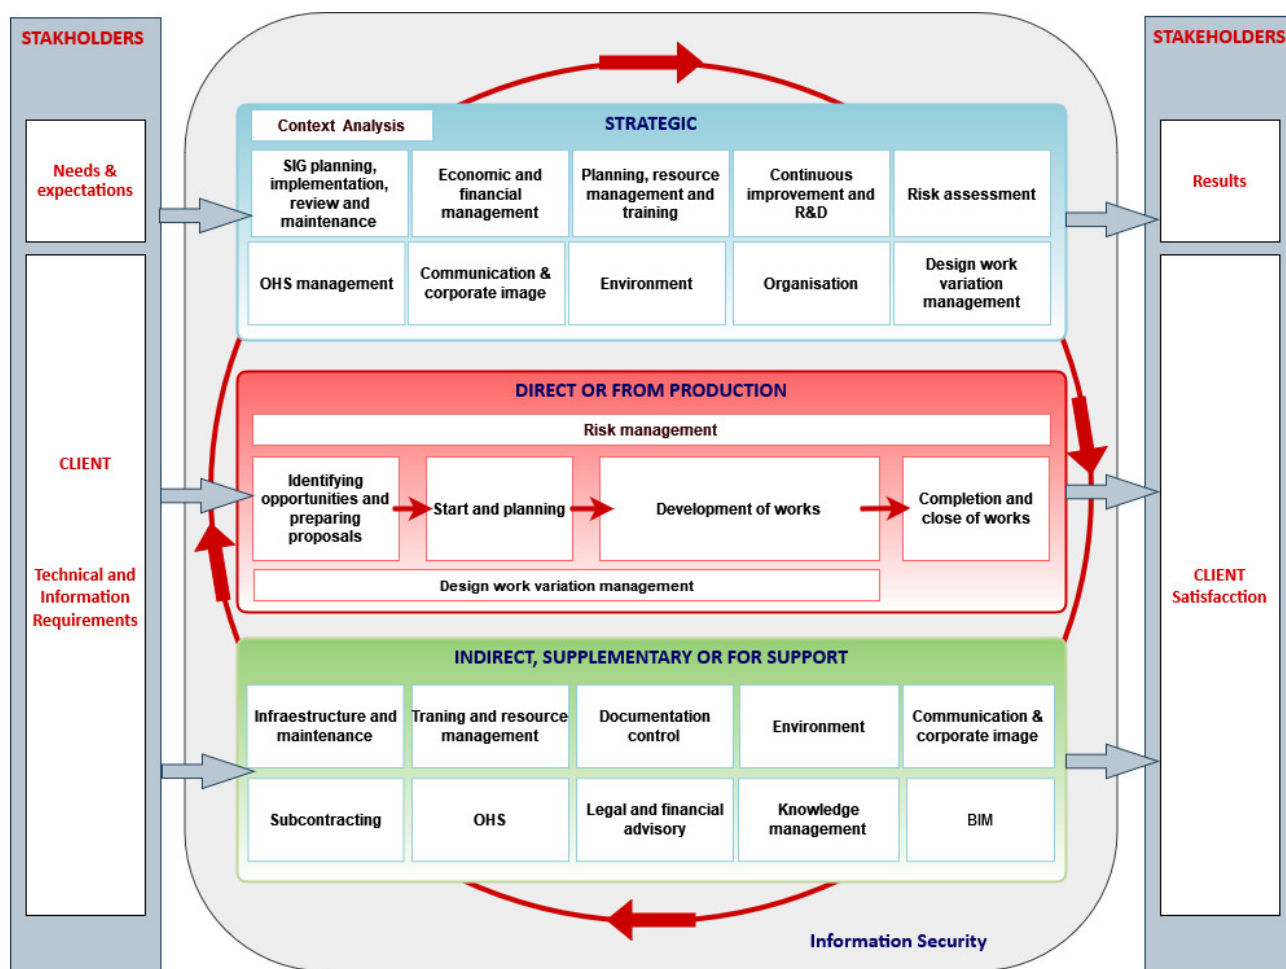 STAKHOLDERS
Needs &
expectations
CLIENT
Technical and
Information
Requirements
STRATEGIC
Context Analysis
SIG planning,
implementation,
review and
maintenance
Economic and
financial
management
Planning, resource
management and
training
Continuous
improvement and
R&D
Risk assessment
OHS management
Communication &
corporate image
Environment
Organisation
Design work
variation
management
DIRECT OR FROM PRODUCTION
Risk management
Identifying
opportunities and
preparing
proposals
Start and planning
Development of works
Completion and
close of works
Design work variation management
INDIRECT, SUPPLEMENTARY OR FOR SUPPORT
Infraestructure and
maintenance
Traning and resource
management
Documentation
control
Environment
Communication &
corporate image
Subcontracting
OHS
Legal and financial
advisory
Knowledge
management
BIM
Information Security
STAKEHOLDERS
Results
CLIENT
Satisfacction